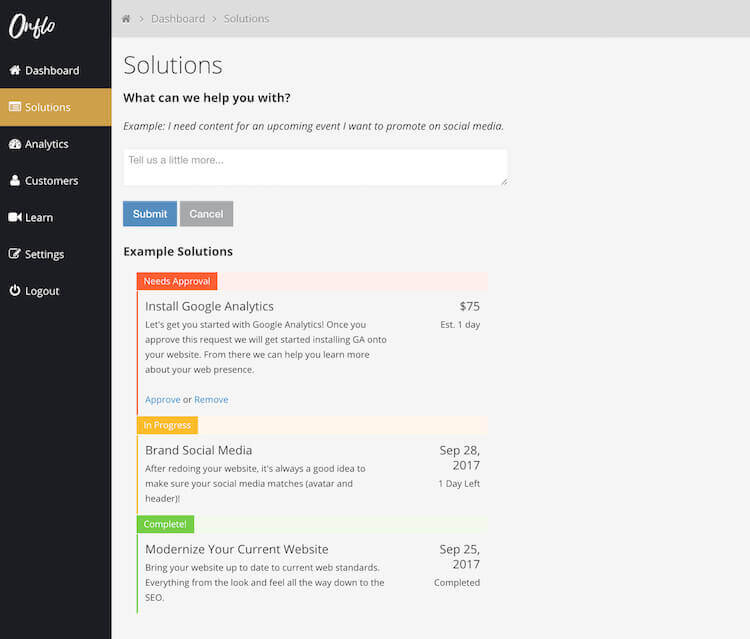 Onflo
Dashboard
Solutions
Analytics
Customers
Learn
Settings
Logout
> Dashboard > Solutions
Solutions
What can we help you with?
Example: I need content for an upcoming event I want to promote on social media.
Tell us a little more...
Submit Cancel
Example Solutions
Needs Approval
Install Google Analytics $75
Let's get you started with Google Analytics! Once you Est. 1 day
approve this request we will get started installing GA onto
your website. From there we can help you learn more
about your web presence.
Approve or Remove
In Progress
Brand Social Media Sep 28,
2017
After redoing your website, it's always a good idea to
make sure your social media matches (avatar and 1 Day Left
header)!
Complete!
Modernize Your Current Website Sep 25,
2017
Bring your website up to date to current web standards.
Everything from the look and feel all the way down to the Completed
SEO.